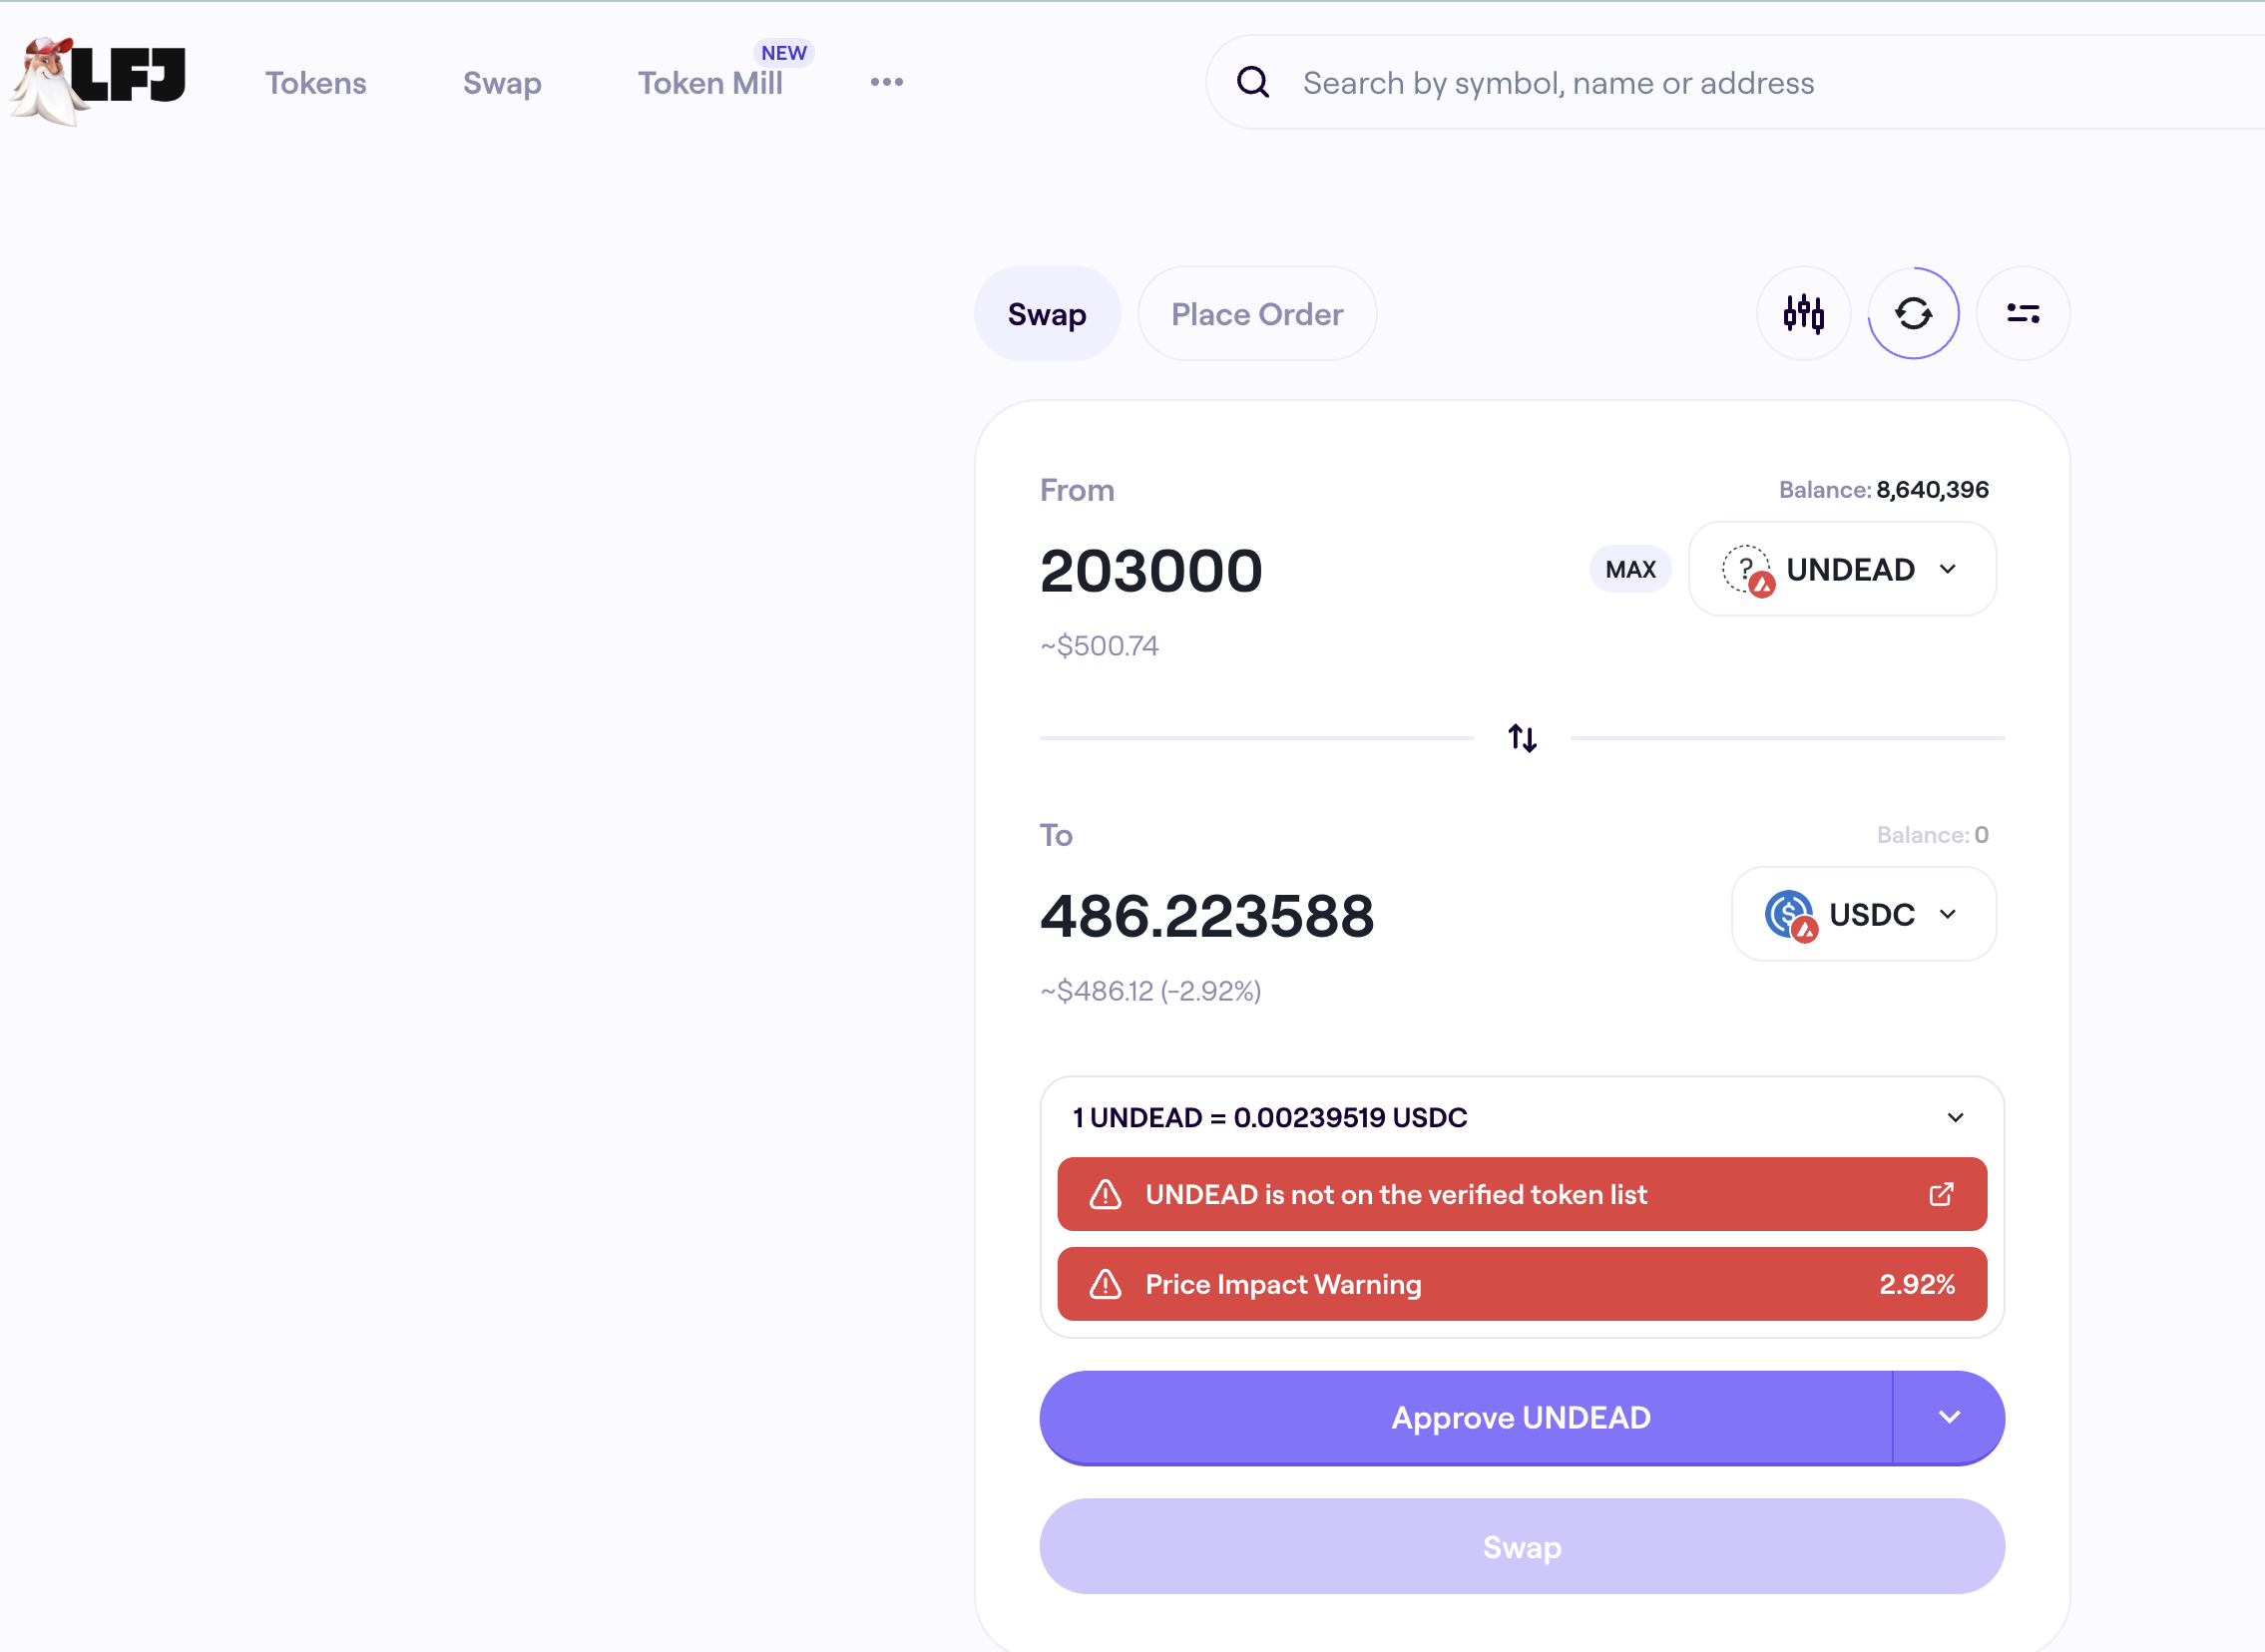 LFJ
Tokens
Swap
Token Mill
NEW
Search by symbol, name or address
Swap
Place Order
From
Balance: 8,640,396
203000
MAX
UNDEAD
~$500.74
To
Balance: 0
486.223588
USDC
~$486.12 (-2.92%)
1 UNDEAD = 0.00239519 USDC
UNDEAD is not on the verified token list
Price Impact Warning
2.92%
Approve UNDEAD
Swap